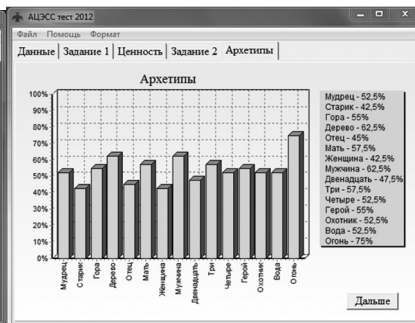 АЦЭСС тест 2012
Файл Помощь Формат
Данные Задание 1 Ценность Задание 2 Архетипы
Архетипы
100%
90%
80%
70%
60%
50%
40%
30%
20%
10%
0%
Мудрец Старик Гора Дерево Отец Мать Женщина Мужчина Двенадцать Три Четыре Герой Охотник Вода Огонь
Мудрец - 52,5%
Старик - 42,5%
Гора - 55%
Дерево - 62,5%
Отец - 45%
Мать - 57,5%
Женщина - 42,5%
Мужчина - 62,5%
Двенадцать - 47,5%
Три - 57,5%
Четыре - 52,5%
Герой - 55%
Охотник - 52,5%
Вода - 52,5%
Огонь - 75%
Дальше